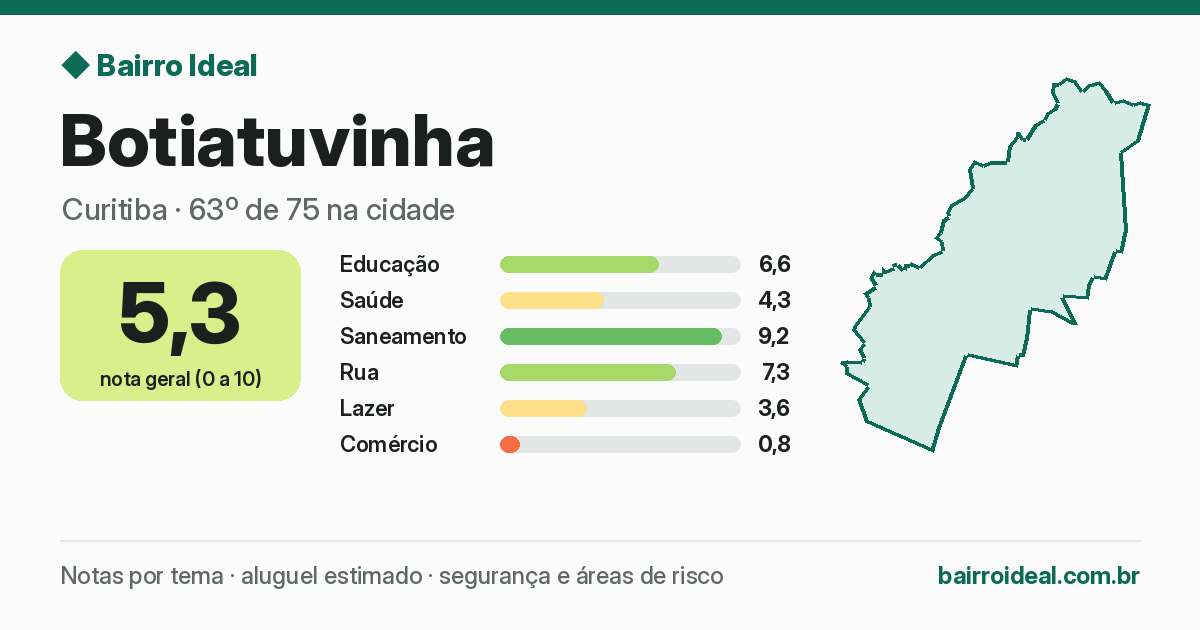 Bairro Ideal
Botiatuvinha
Curitiba · 63º de 75 na cidade
5,3
nota geral (0 a 10)
Educação 6,6
Saúde 4,3
Saneamento 9,2
Rua 7,3
Lazer 3,6
Comércio 0,8
Notas por tema · aluguel estimado · segurança e áreas de risco
bairroideal.com.br